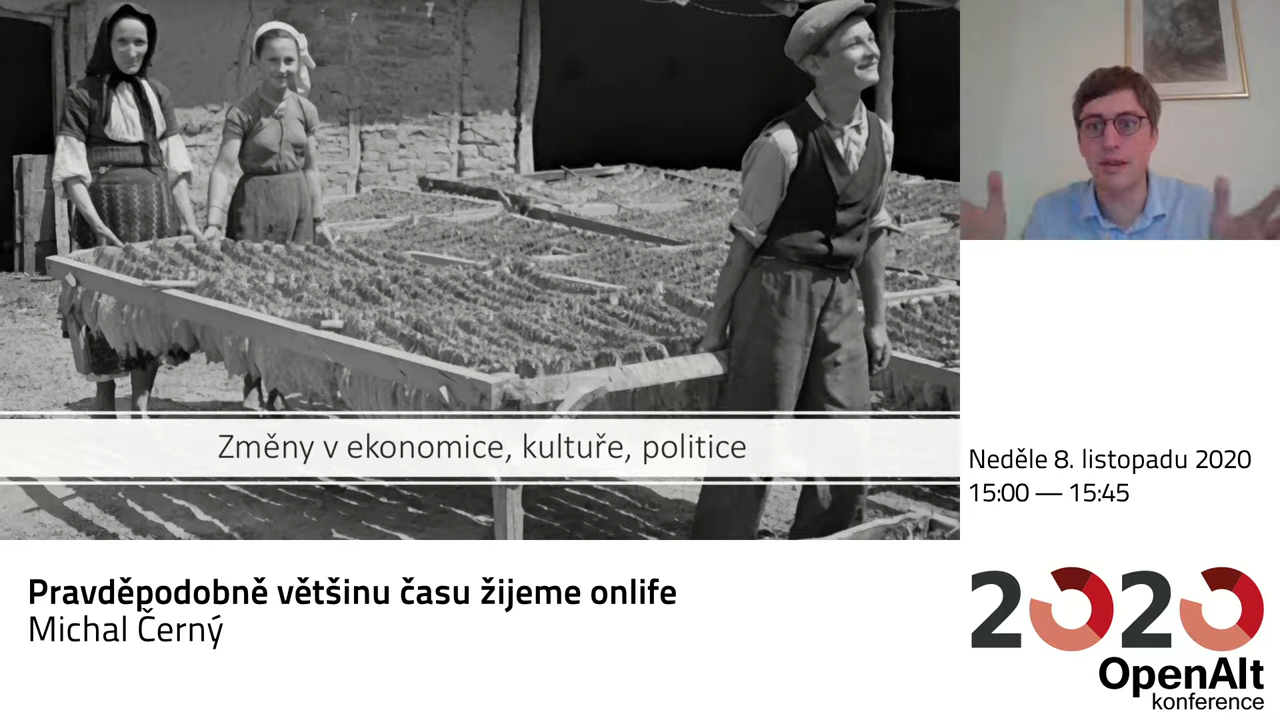 Změny v ekonomice, kultuře, politice
Neděle 8. listopadu 2020
15:00 — 15:45
Pravděpodobně většinu času žijeme onlife
Michal Černý
2020
OpenAlt
konference